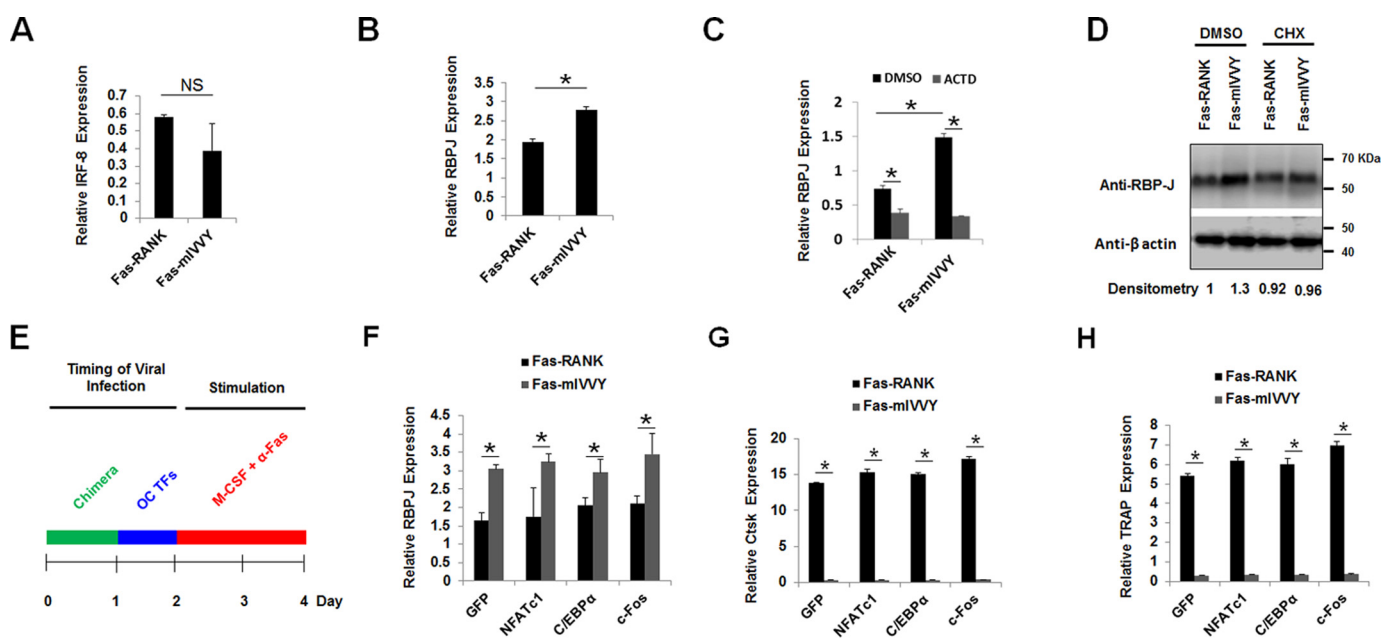 A
Relative IRF-8 Expression
NS
0.7
0.6
0.5
0.4
0.3
0.2
0.1
0
Fas-RANK
Fas-mIVVY
B
Relative RBPJ Expression
*
3.5
3
2.5
2
1.5
1
0.5
0
Fas-RANK
Fas-mIVVY
C
Relative RBPJ Expression
DMSO ACTD
* * *
2
1.5
1
0.5
0
Fas-RANK
Fas-mIVVY
D
DMSO CHX
Fas-RANK
Fas-mIVVY
Fas-RANK
Fas-mIVVY
70 KDa
Anti-RBP-J
50
50
Anti-β actin
40
Densitometry 1 1.3 0.92 0.96
E
Timing of Viral
Infection
Stimulation
Chimera
OC TFs
M-CSF + α-Fas
0 1 2 3 4 Day
F
Fas-RANK
Fas-mIVVY
Relative RBPJ Expression
* * * *
4.5
4
3.5
3
2.5
2
1.5
1
0.5
0
GFP
NFATc1
C/EBPα
c-Fos
G
Fas-RANK
Fas-mIVVY
Relative Ctsk Expression
* * * *
20
15
10
5
0
GFP
NFATc1
C/EBPα
c-Fos
H
Fas-RANK
Fas-mIVVY
Relative TRAP Expression
* * * *
8
7
6
5
4
3
2
1
0
GFP
NFATc1
C/EBPα
c-Fos